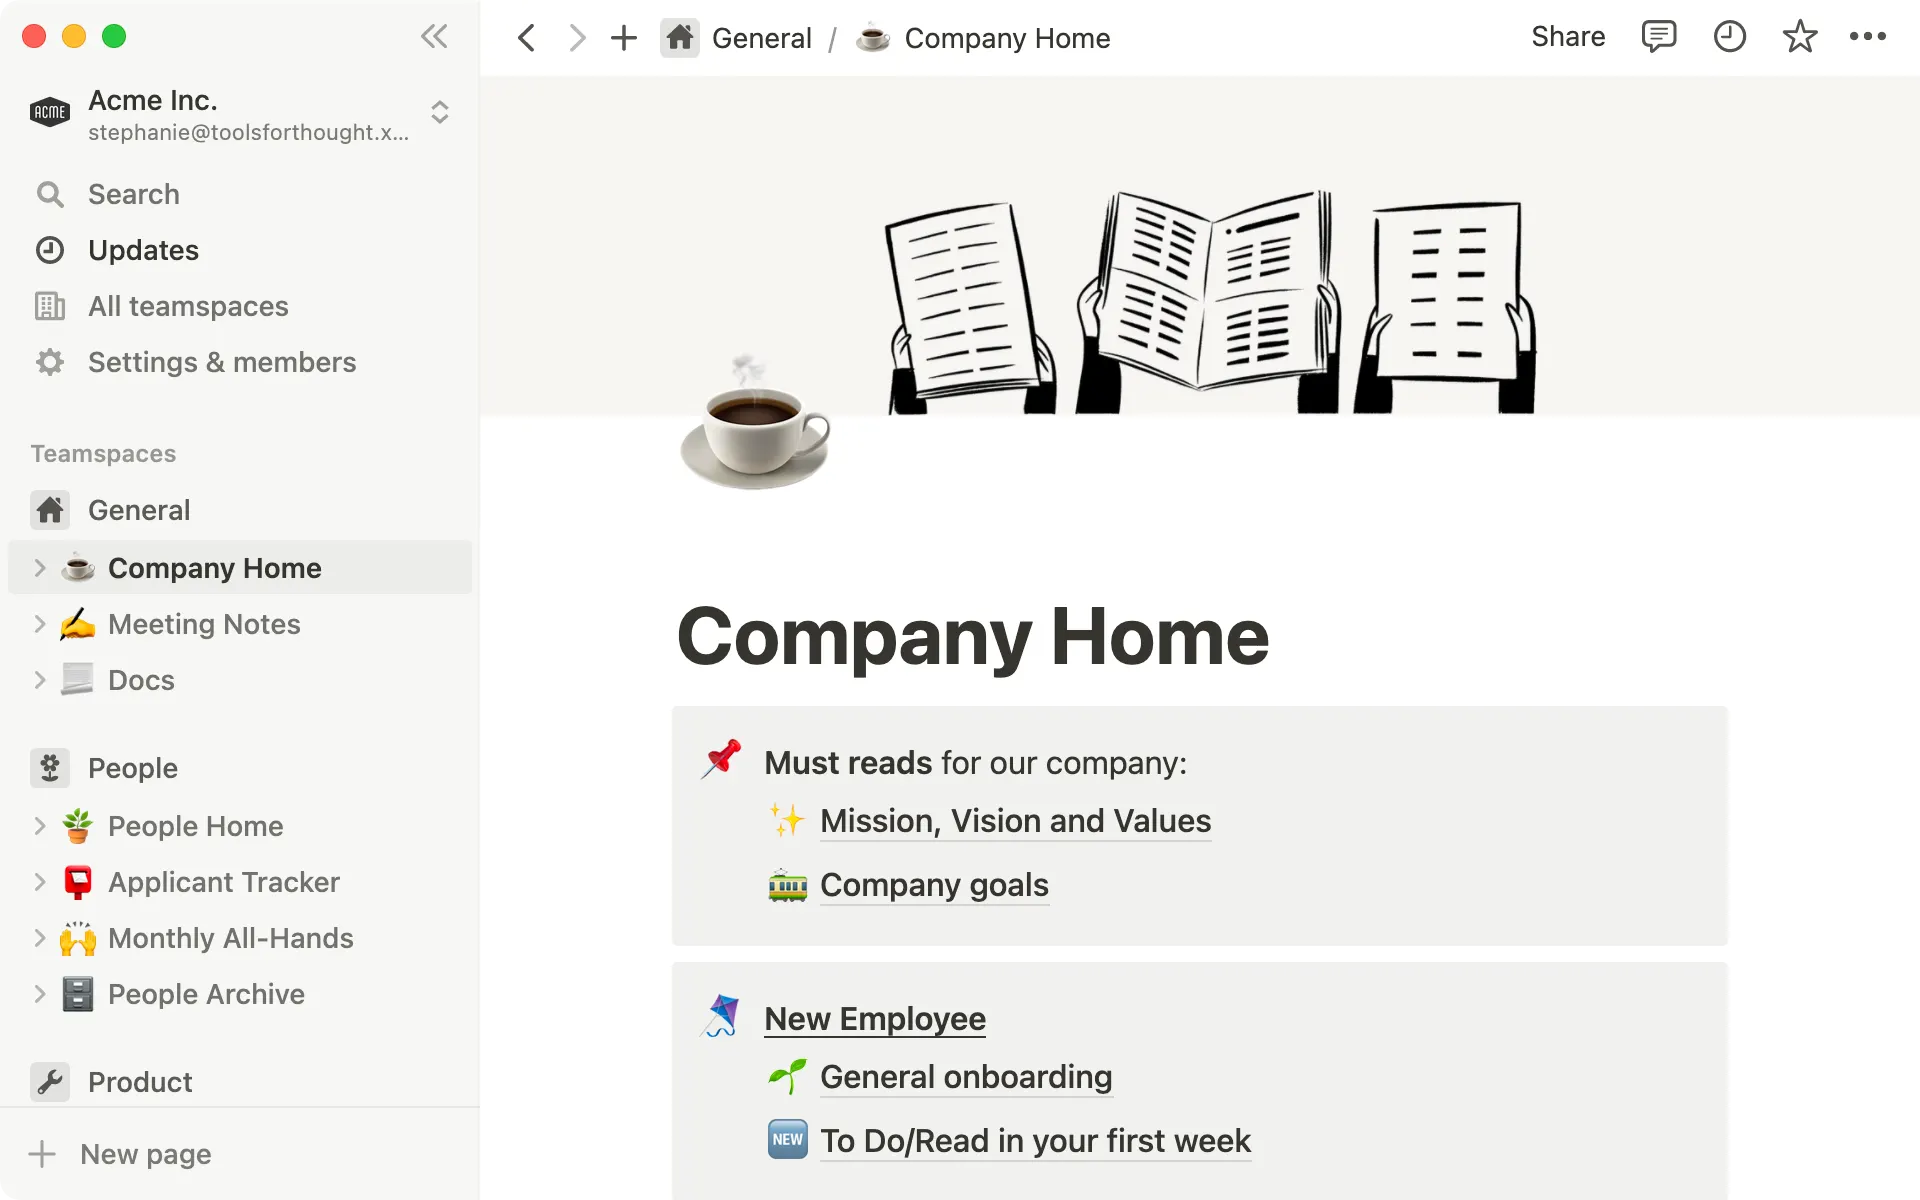 General / Company Home
Share
ACME
Acme Inc.
stephanie@toolsforthought.x...
Search
Updates
All teamspaces
Settings & members
Teamspaces
General
Company Home
Meeting Notes
Docs
People
People Home
Applicant Tracker
Monthly All-Hands
People Archive
Product
New page
Company Home
Must reads for our company:
Mission, Vision and Values
Company goals
New Employee
General onboarding
NEW To Do/Read in your first week